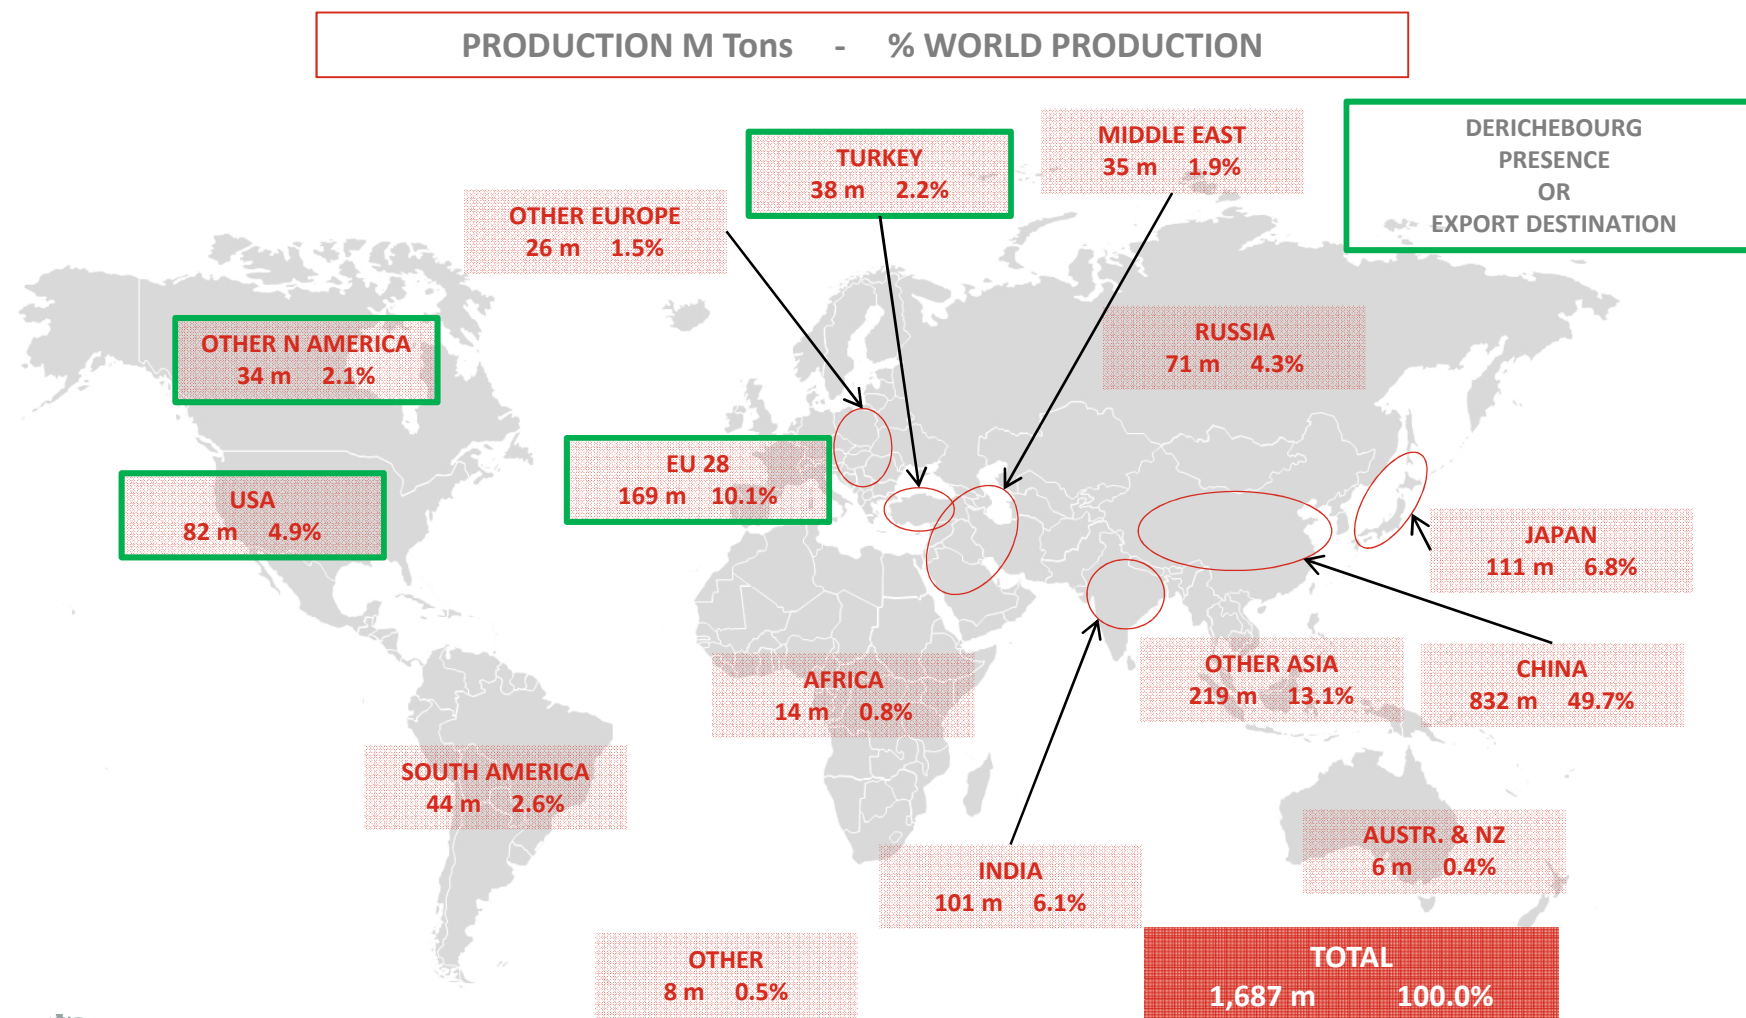 PRODUCTION M Tons - % WORLD PRODUCTION
DERICHEBOURG
PRESENCE
OR
EXPORT DESTINATION
MIDDLE EAST
35 m 1.9%
TURKEY
38 m 2.2%
OTHER EUROPE
26 m 1.5%
RUSSIA
71 m 4.3%
OTHER N AMERICA
34 m 2.1%
EU 28
169 m 10.1%
USA
82 m 4.9%
JAPAN
111 m 6.8%
OTHER ASIA
219 m 13.1%
CHINA
832 m 49.7%
AFRICA
14 m 0.8%
SOUTH AMERICA
44 m 2.6%
AUSTR. & NZ
6 m 0.4%
INDIA
101 m 6.1%
OTHER
8 m 0.5%
TOTAL
1,687 m 100.0%